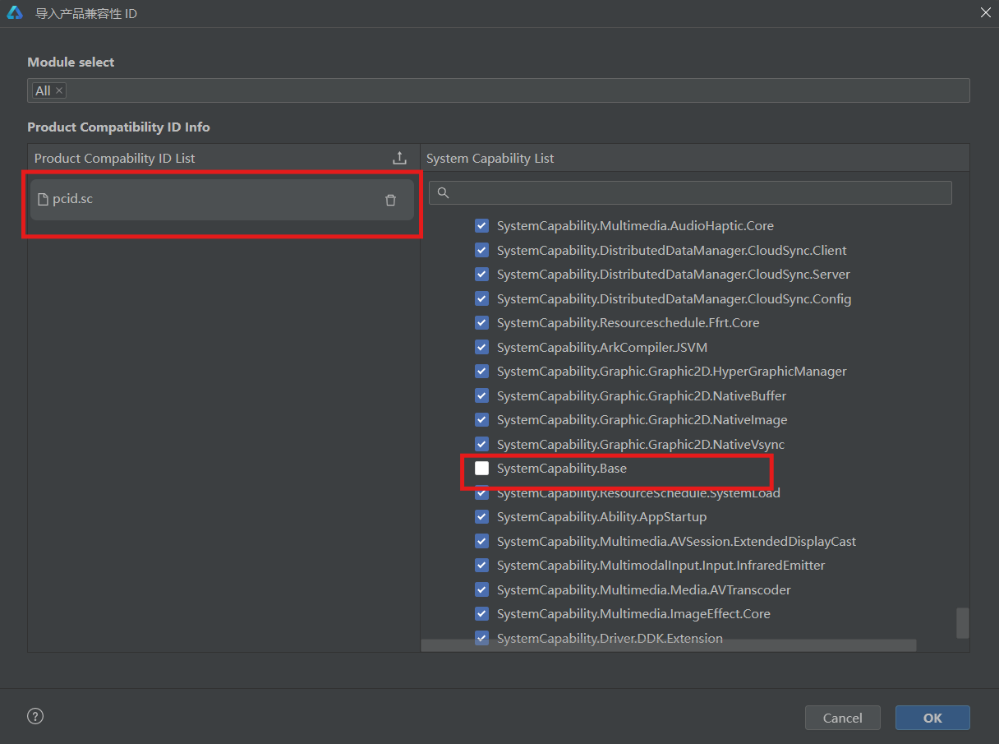 导入产品兼容性 ID
Module select
All
Product Compatibility ID Info
Product Compability ID List
System Capability List
pcid.sc
SystemCapability.Multimedia.AudioHaptic.Core
SystemCapability.DistributedDataManager.CloudSync.Client
SystemCapability.DistributedDataManager.CloudSync.Server
SystemCapability.DistributedDataManager.CloudSync.Config
SystemCapability.Resourceschedule.Ffrt.Core
SystemCapability.ArkCompiler.JSVM
SystemCapability.Graphic.Graphic2D.HyperGraphicManager
SystemCapability.Graphic.Graphic2D.NativeBuffer
SystemCapability.Graphic.Graphic2D.NativeImage
SystemCapability.Graphic.Graphic2D.NativeVsync
SystemCapability.Base
SystemCapability.ResourceSchedule.SystemLoad
SystemCapability.Ability.AppStartup
SystemCapability.Multimedia.AVSession.ExtendedDisplayCast
SystemCapability.MultimodalInput.Input.InfraredEmitter
SystemCapability.Multimedia.Media.AVTranscoder
SystemCapability.Multimedia.ImageEffect.Core
SystemCapability.Driver.DDK.Extension
?
Cancel
OK